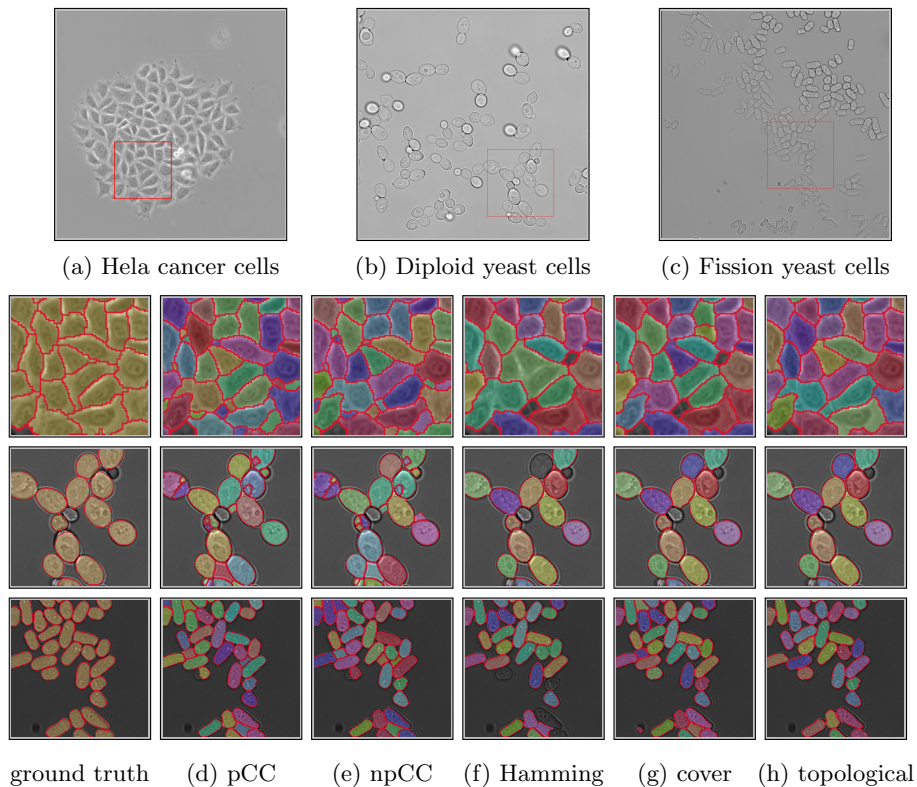 (a) Hela cancer cells (b) Diploid yeast cells (c) Fission yeast cells
ground truth (d) pCC (e) npCC (f) Hamming (g) cover (h) topological